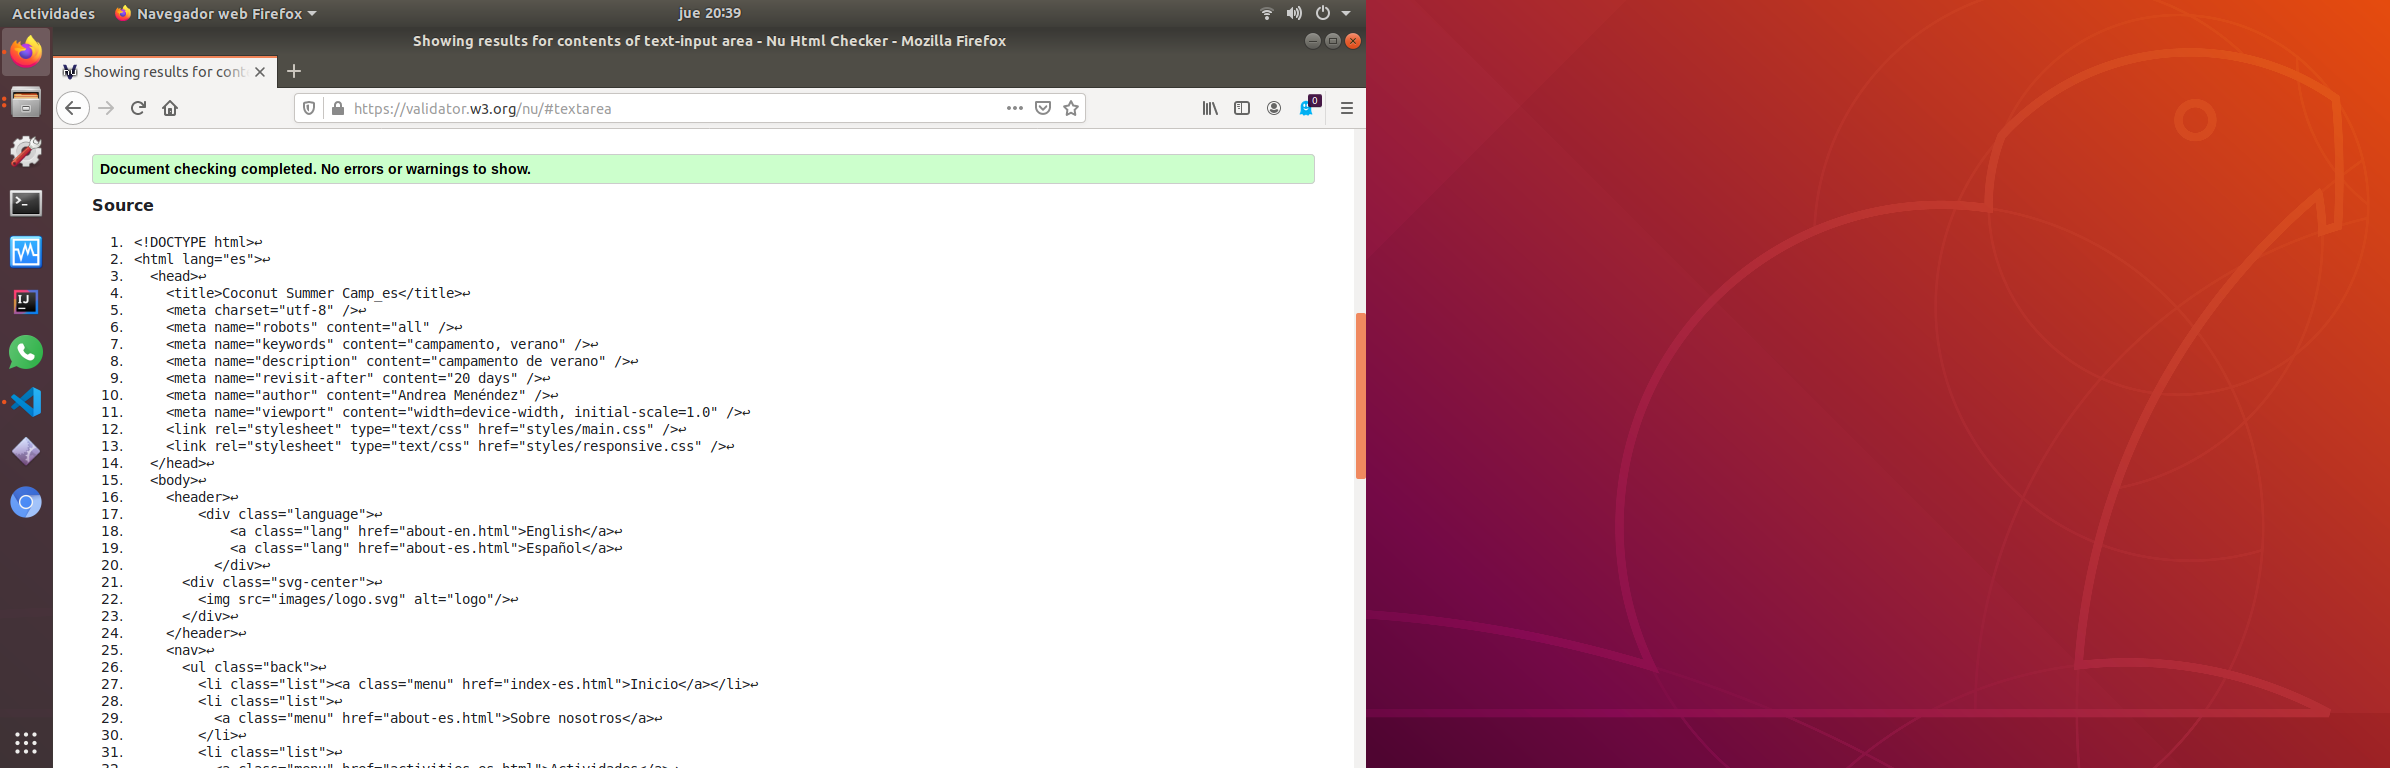 Actividades
Navegador web Firefox
jue 20:39
Showing results for contents of text-input area - Nu Html Checker - Mozilla Firefox
Showing results for cont
https://validator.w3.org/nu/#textarea
0
Document checking completed. No errors or warnings to show.
Source
1. <!DOCTYPE html>↩
2. <html lang="es">↩
3. <head>↩
4. <title>Coconut Summer Camp_es</title>↩
5. <meta charset="utf-8" />↩
6. <meta name="robots" content="all" />↩
7. <meta name="keywords" content="campamento, verano" />↩
8. <meta name="description" content="campamento de verano" />↩
9. <meta name="revisit-after" content="20 days" />↩
10. <meta name="author" content="Andrea Menéndez" />↩
11. <meta name="viewport" content="width=device-width, initial-scale=1.0" />↩
12. <link rel="stylesheet" type="text/css" href="styles/main.css" />↩
13. <link rel="stylesheet" type="text/css" href="styles/responsive.css" />↩
14. </head>↩
15. <body>↩
16. <header>↩
17. <div class="language">↩
18. <a class="lang" href="about-en.html">English</a>↩
19. <a class="lang" href="about-es.html">Español</a>↩
20. </div>↩
21. <div class="svg-center">↩
22. <img src="images/logo.svg" alt="logo"/>↩
23. </div>↩
24. </header>↩
25. <nav>↩
26. <ul class="back">↩
27. <li class="list"><a class="menu" href="index-es.html">Inicio</a></li>↩
28. <li class="list">↩
29. <a class="menu" href="about-es.html">Sobre nosotros</a>↩
30. </li>↩
31. <li class="list">↩
32. <a class="menu" href="activities-es.html">Actividades</a>↩